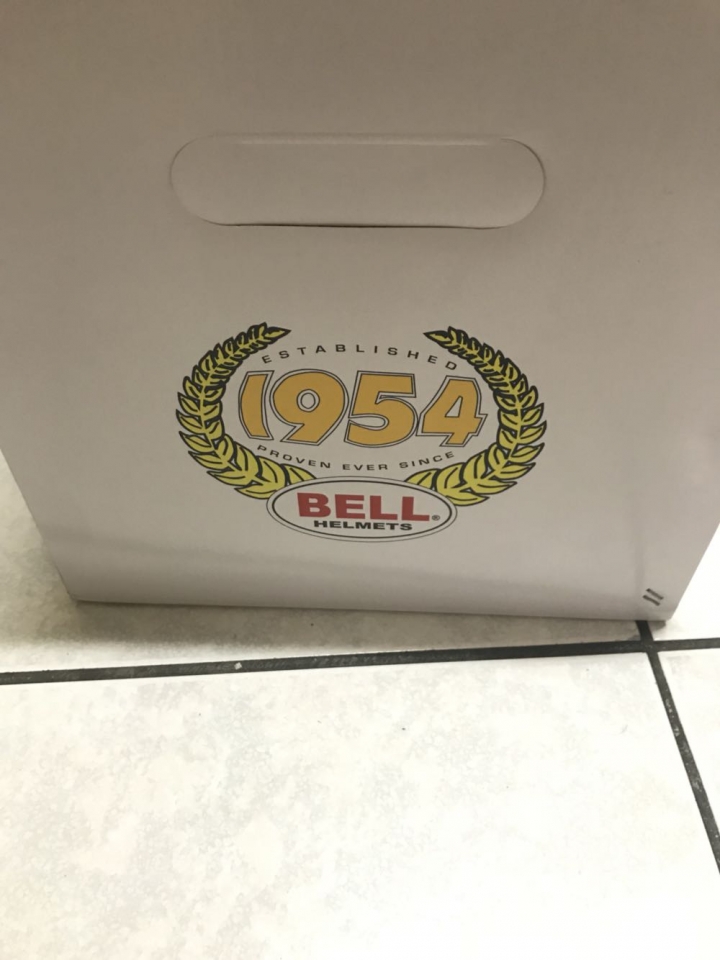 ESTABLISHED
1954
PROVEN EVER SINCE
BELL®
HELMETS